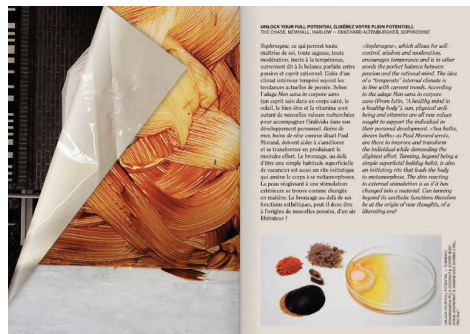 UNLOCK YOUR FULL POTENTIAL (LIBÉREZ VOTRE PLEIN POTENTIEL).
THE CHASE, NEWHALL, HARLOW — EKKEHARD ALTENBURGER, SOPHROSYNE
Sophrosyne, ce qui permet toute
maîtrise de soi, toute sagesse, toute
modération, incite à la tempérance,
autrement dit à la balance parfaite entre
passion et esprit rationnel. L'idée d'un
climat intérieur tempéré rejoint les
tendances actuelles de pensée. Selon
l'adage Men sana in corpore sano
(un esprit sain dans un corps sain), le
soleil, le bien-être et la vitamine sont
autant de nouvelles valeurs recherchées
pour accompagner l'individu dans son
développement personnel. Bains de
mer, bains de rêve comme disait Paul
Morand, doivent aider à s'améliorer
et se transformer en produisant le
moindre effort. Le bronzage, au-delà
d'être une simple habitude superficielle
de vacancier est aussi un rite initiatique
qui amène le corps à se métamorphoser.
La peau réagissant à une stimulation
extérieure se trouve comme changée
en matière. Le bronzage au-delà de ses
fonctions esthétiques, peut-il donc être
à l'origine de nouvelles pensées, d'un air
libérateur ?
«Sophrosyne», which allows for self-
control, wisdom and moderation,
encourages temperance and is in other
words the perfect balance between
passion and the rational mind. The idea
of a "temperate" internal climate is
in line with current trends. According
to the adage Men sana in corpore
sano (From latin, "A healthy mind in
a healthy body"), sun, physical well-
being and vitamins are all new values
sought to support the individual in
their personal development. «Sea baths,
dream baths» as Paul Morand wrote,
are there to improve and transform
the individual while demanding the
slightest effort. Tanning, beyond being a
simple superficial holiday habit, is also
an initiatory rite that leads the body
to metamorphose. The skin reacting
to external stimulation is as if it has
changed into a material. Can tanning
beyond its aesthetic functions therefore
be at the origin of new thoughts, of a
liberating era?
UNLOCK YOUR FULL POTENTIAL —